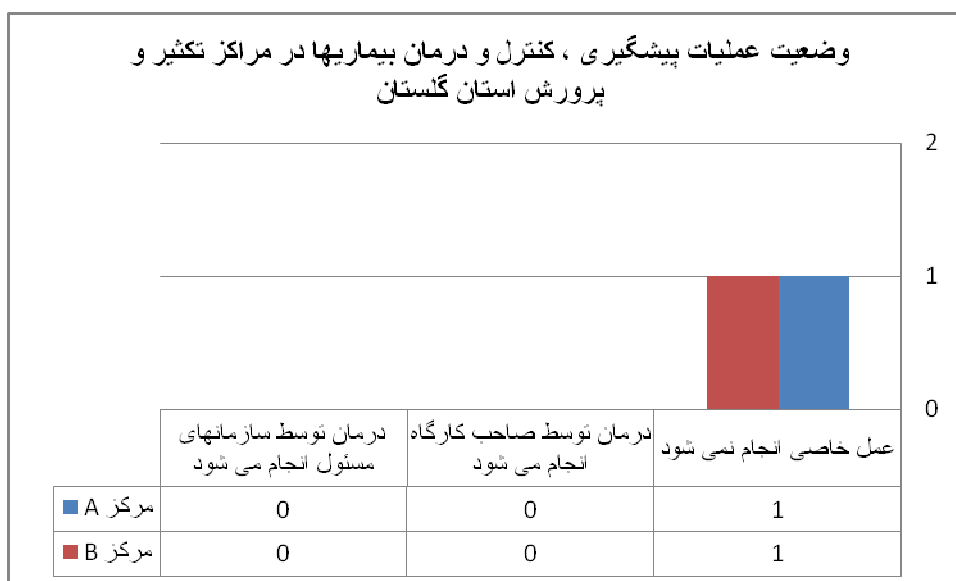 وضعیت عملیات پیشگیری ، کنترل و درمان بیماریها در مراکز تکثیر و
پرورش استان گلستان
2
1
0
عمل خاصی انجام نمی شود
درمان توسط صاحب کارگاه
انجام می شود
درمان توسط سازمانهای
مسئول انجام می شود
مرکز A 1 0 0
مرکز B 1 0 0